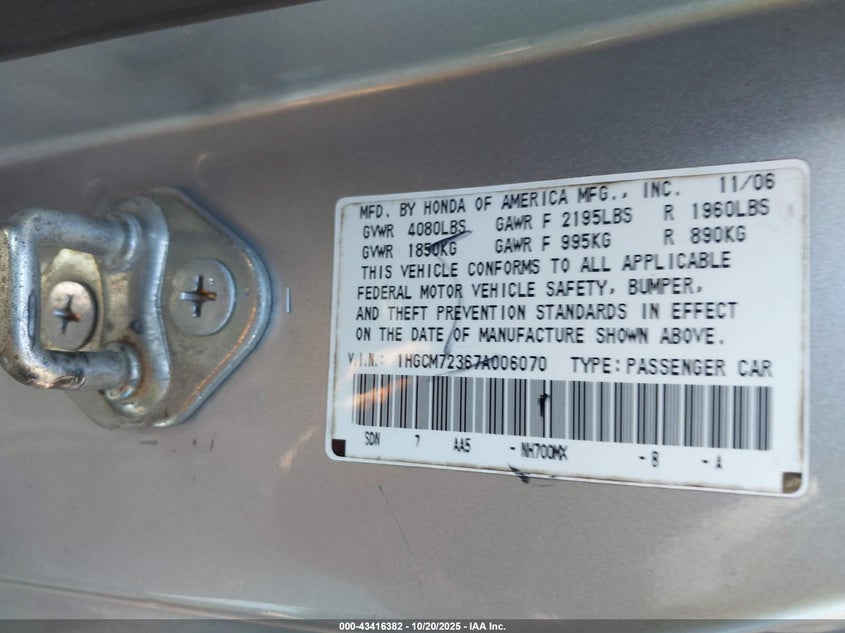 MFD. BY HONDA OF AMERICA MFG., INC. 11/06
GVWR 4080LBS GAWR F 2195LBS R 1960LBS
GVWR 1850KG GAWR F 995KG R 890KG
THIS VEHICLE CONFORMS TO ALL APPLICABLE
FEDERAL MOTOR VEHICLE SAFETY, BUMPER,
AND THEFT PREVENTION STANDARDS IN EFFECT
ON THE DATE OF MANUFACTURE SHOWN ABOVE.
V.I.N.: 1HGCM72367A006070 TYPE: PASSENGER CAR
SDN 7 AA5 - NH700MX - B - A
000-43416382 | 10/20/2025 - IAA Inc.